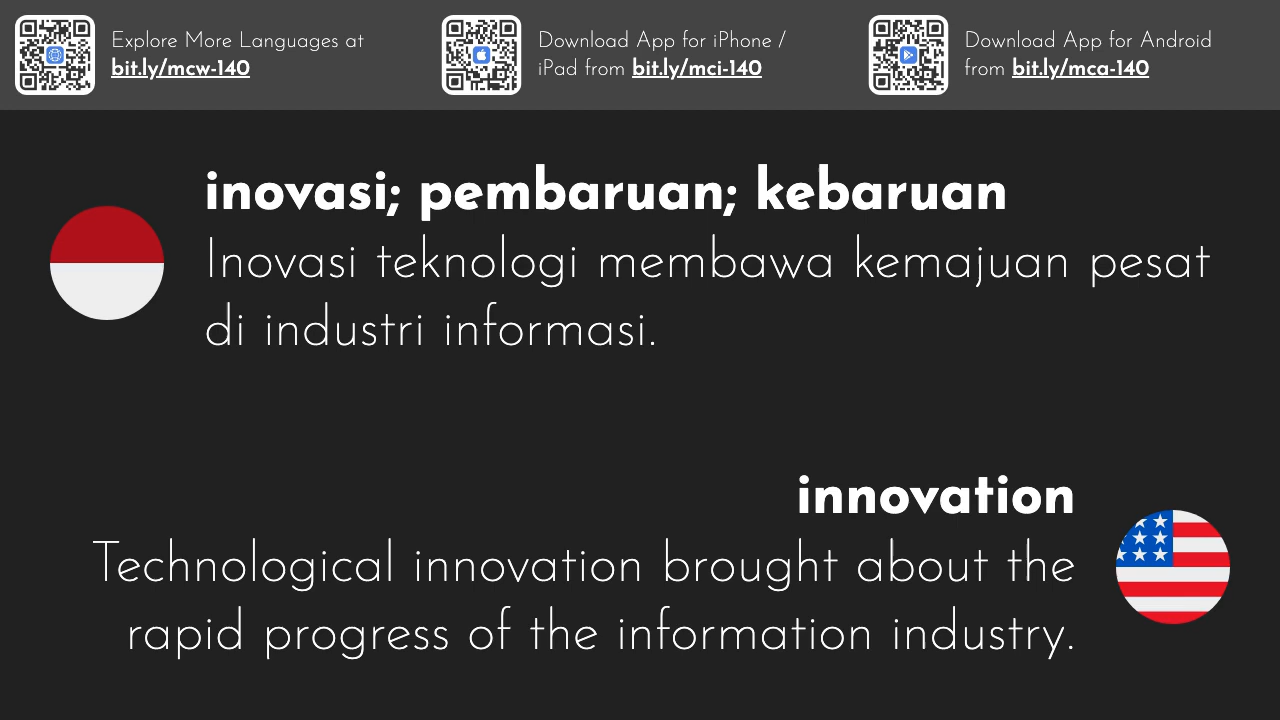 Explore More Languages at
bit.ly/mcw-140
Download App for iPhone /
iPad from bit.ly/mci-140
Download App for Android
from bit.ly/mca-140
inovasi; pembaruan; kebaruan
Inovasi teknologi membawa kemajuan pesat
di industri informasi.
innovation
Technological innovation brought about the
rapid progress of the information industry.